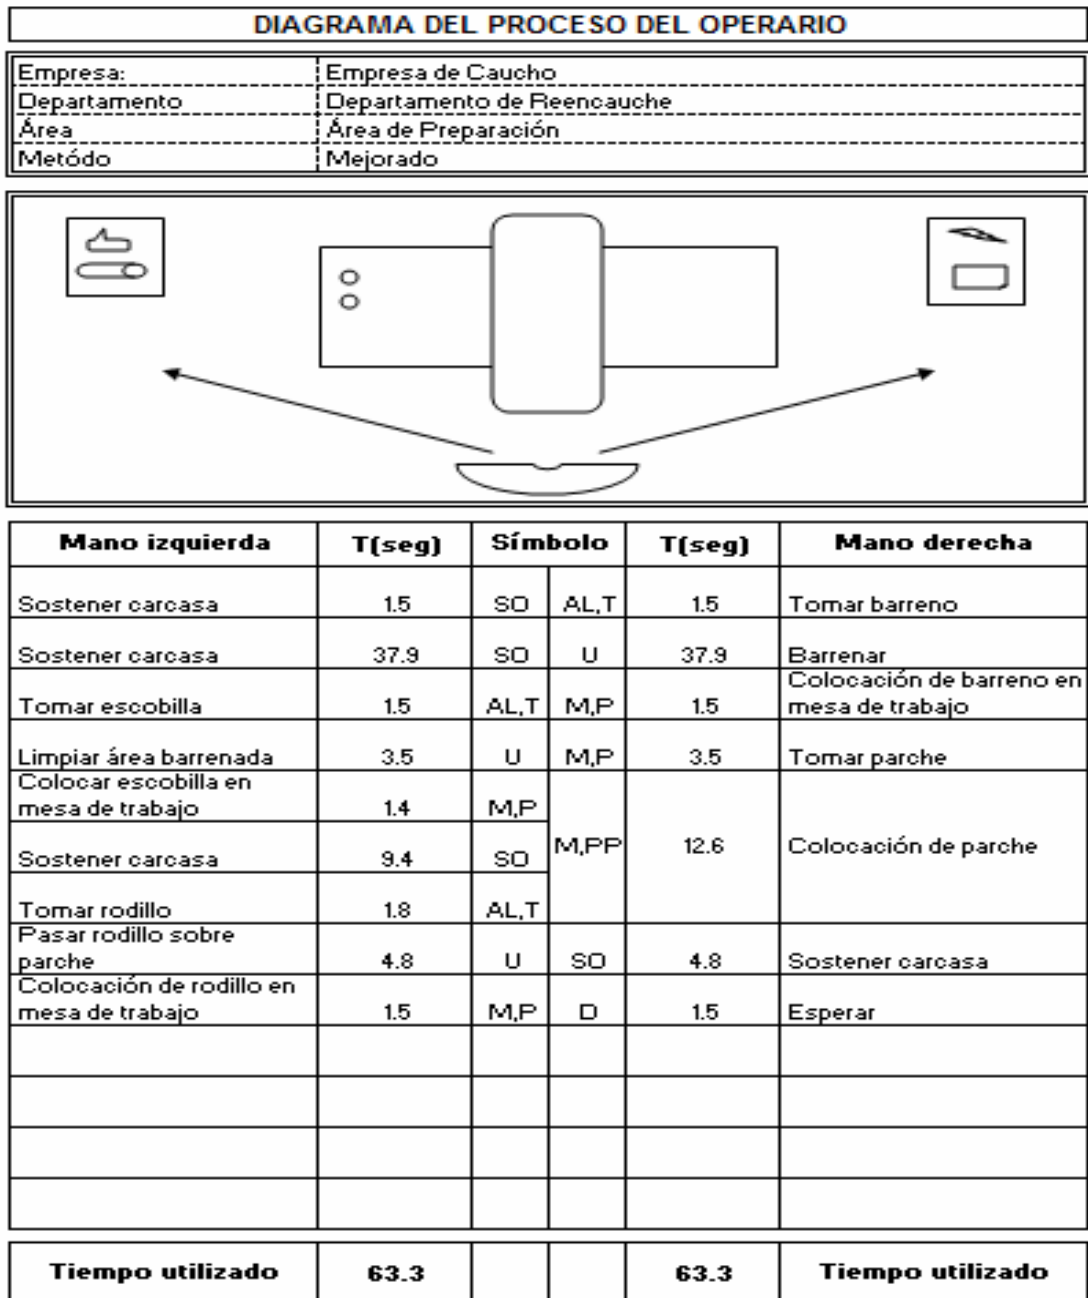 DIAGRAMA DEL PROCESO DEL OPERARIO
Empresa: Empresa de Caucho
Departamento Departamento de Reencauche
Área Área de Preparación
Metódo Mejorado
Mano izquierda T(seg) Símbolo T(seg) Mano derecha
Sostener carcasa 1.5 SO AL,T 1.5 Tomar barreno
Sostener carcasa 37.9 SO U 37.9 Barrenar
Tomar escobilla 1.5 AL,T M,P 1.5 Colocación de barreno en
mesa de trabajo
Limpiar área barrenada 3.5 U M,P 3.5 Tomar parche
Colocar escobilla en
mesa de trabajo 1.4 M,P
Sostener carcasa 9.4 SO M,PP 12.6 Colocación de parche
Tomar rodillo 1.8 AL,T
Pasar rodillo sobre
parche 4.8 U SO 4.8 Sostener carcasa
Colocación de rodillo en
mesa de trabajo 1.5 M,P D 1.5 Esperar
Tiempo utilizado 63.3 63.3 Tiempo utilizado